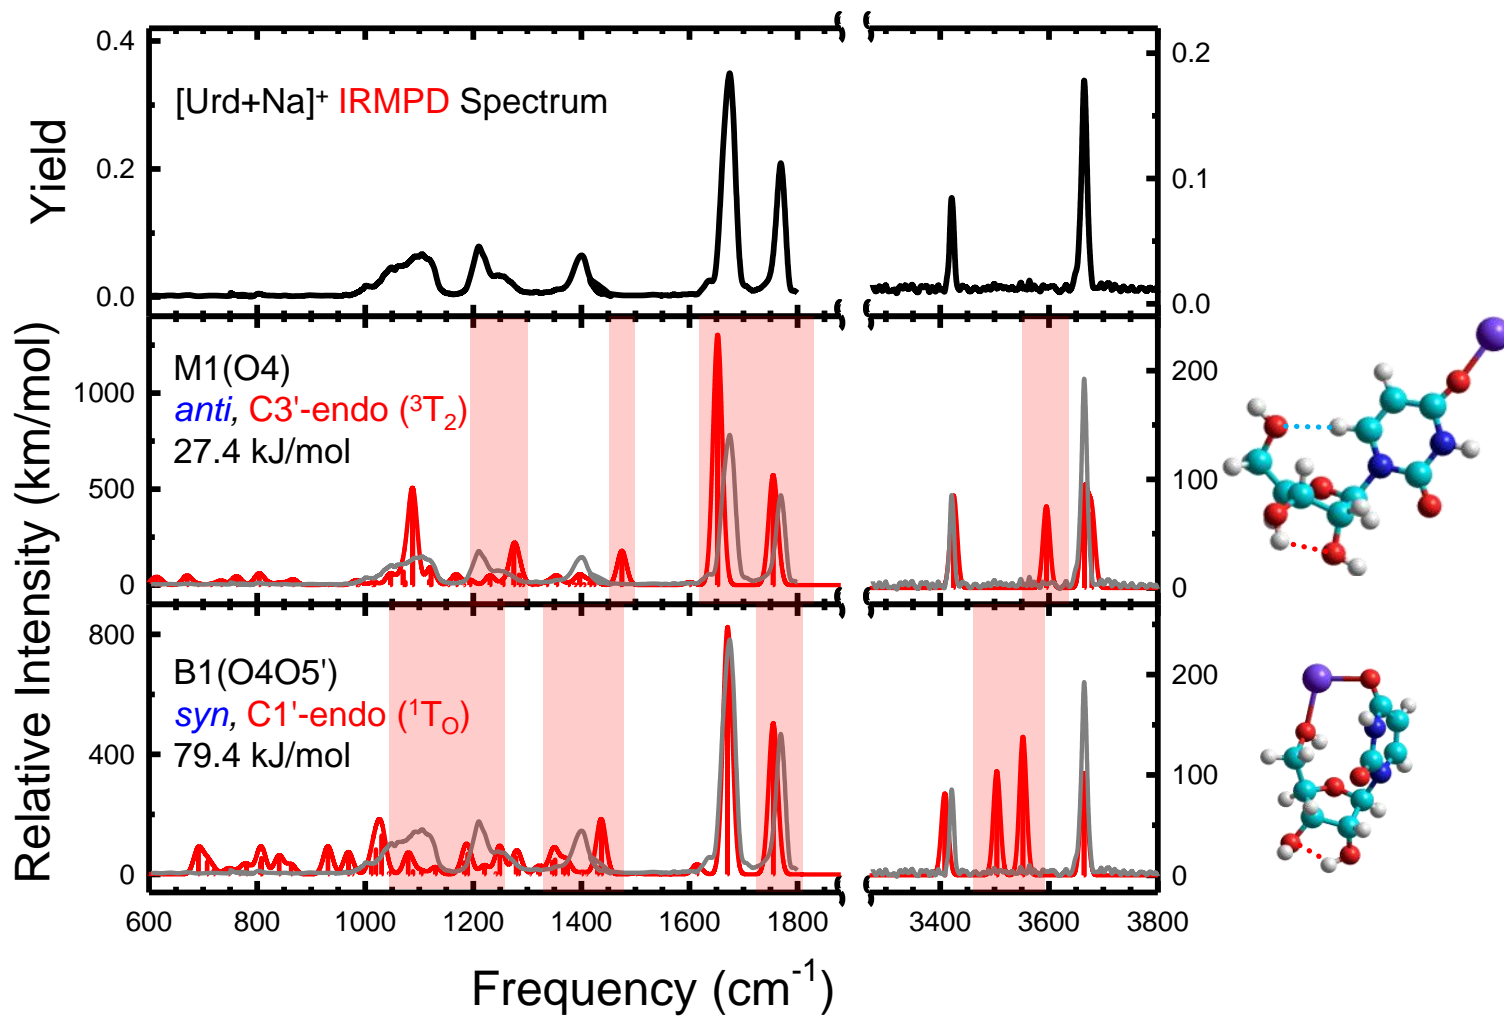 [Urd+Na]⁺ IRMPD Spectrum
Yield
0.4
0.2
0.0
0.2
0.1
0.0
M1(O4)
anti, C3'-endo (³T₂)
27.4 kJ/mol
1000
500
0
200
100
0
Relative Intensity (km/mol)
B1(O4O5')
syn, C1'-endo (¹T_O)
79.4 kJ/mol
800
400
0
200
100
0
600 800 1000 1200 1400 1600 1800 3400 3600 3800
Frequency (cm⁻¹)